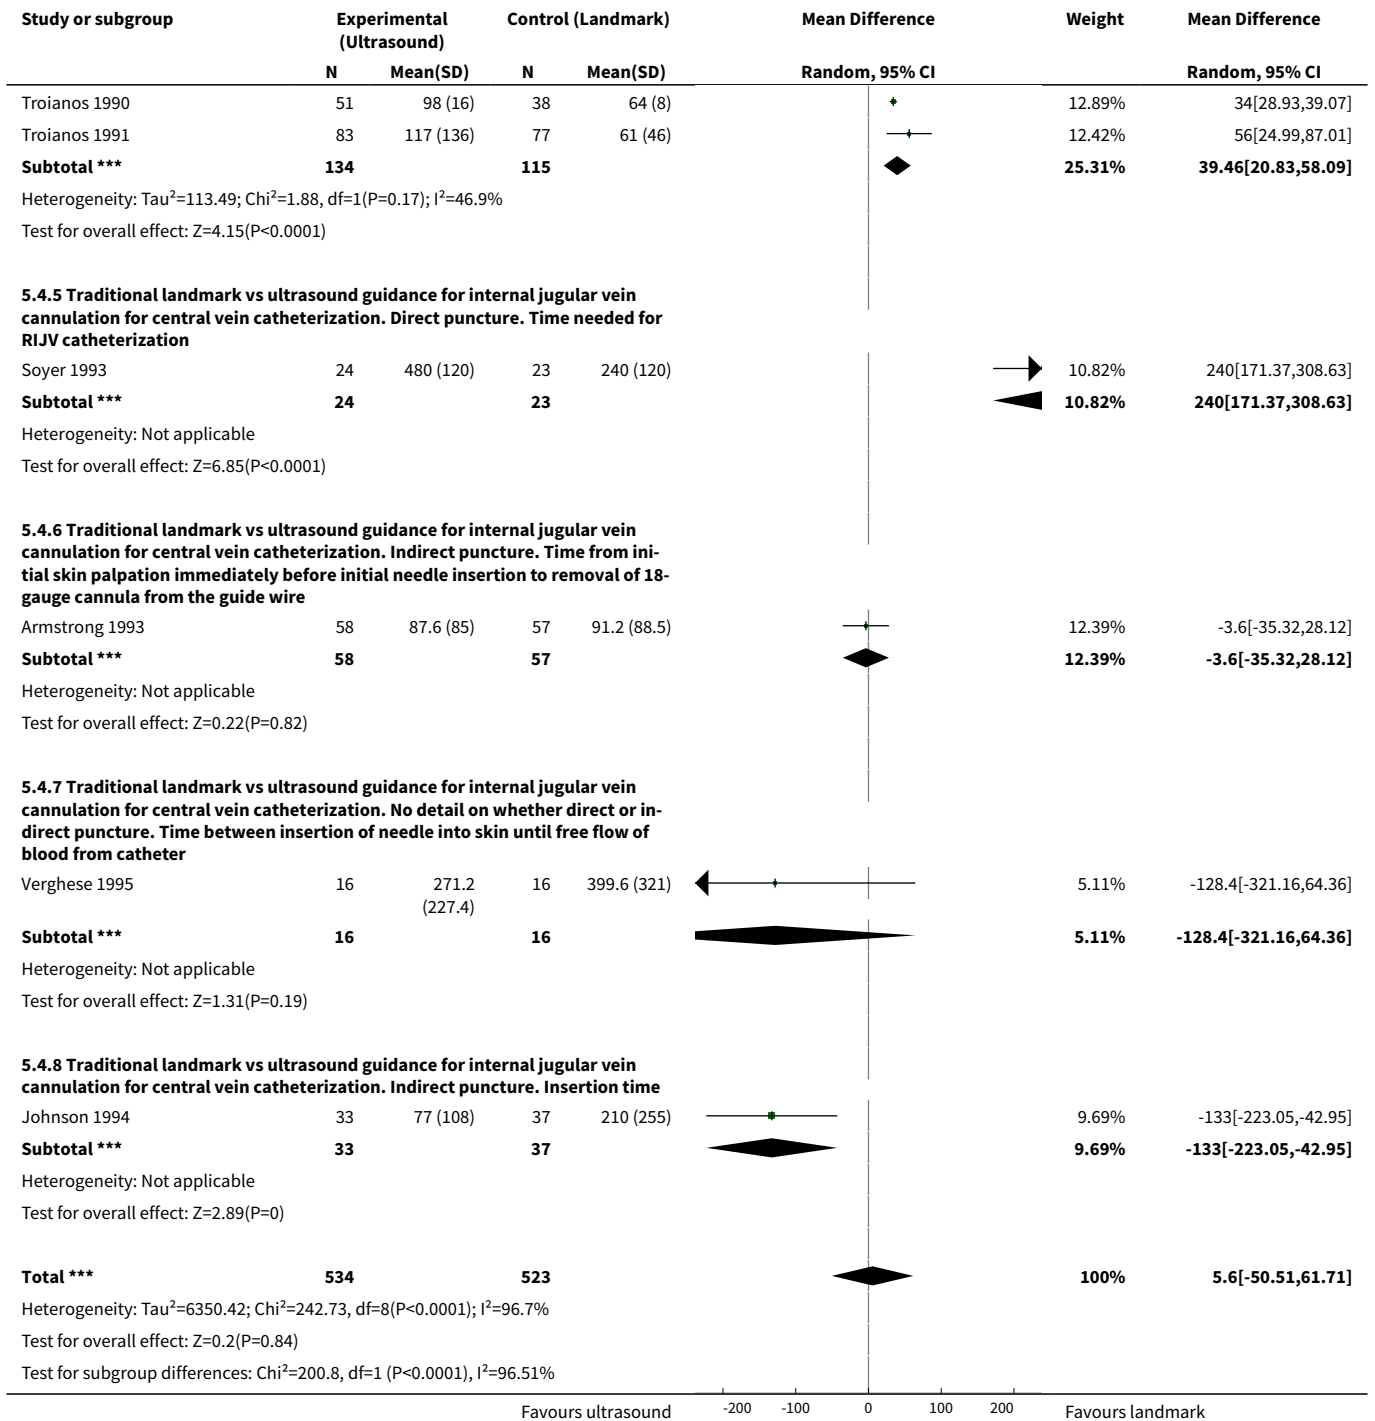 Study or subgroup Experimental Control (Landmark) Mean Difference Weight Mean Difference
(Ultrasound)
N Mean(SD) N Mean(SD) Random, 95% CI Random, 95% CI
Troianos 1990 51 98 (16) 38 64 (8) 12.89% 34[28.93,39.07]
Troianos 1991 83 117 (136) 77 61 (46) 12.42% 56[24.99,87.01]
Subtotal *** 134 115 25.31% 39.46[20.83,58.09]
Heterogeneity: Tau²=113.49; Chi²=1.88, df=1(P=0.17); I²=46.9%
Test for overall effect: Z=4.15(P<0.0001)
5.4.5 Traditional landmark vs ultrasound guidance for internal jugular vein
cannulation for central vein catheterization. Direct puncture. Time needed for
RIJV catheterization
Soyer 1993 24 480 (120) 23 240 (120) 10.82% 240[171.37,308.63]
Subtotal *** 24 23 10.82% 240[171.37,308.63]
Heterogeneity: Not applicable
Test for overall effect: Z=6.85(P<0.0001)
5.4.6 Traditional landmark vs ultrasound guidance for internal jugular vein
cannulation for central vein catheterization. Indirect puncture. Time from ini-
tial skin palpation immediately before initial needle insertion to removal of 18-
gauge cannula from the guide wire
Armstrong 1993 58 87.6 (85) 57 91.2 (88.5) 12.39% -3.6[-35.32,28.12]
Subtotal *** 58 57 12.39% -3.6[-35.32,28.12]
Heterogeneity: Not applicable
Test for overall effect: Z=0.22(P=0.82)
5.4.7 Traditional landmark vs ultrasound guidance for internal jugular vein
cannulation for central vein catheterization. No detail on whether direct or in-
direct puncture. Time between insertion of needle into skin until free flow of
blood from catheter
Verghese 1995 16 271.2 16 399.6 (321) 5.11% -128.4[-321.16,64.36]
(227.4)
Subtotal *** 16 16 5.11% -128.4[-321.16,64.36]
Heterogeneity: Not applicable
Test for overall effect: Z=1.31(P=0.19)
5.4.8 Traditional landmark vs ultrasound guidance for internal jugular vein
cannulation for central vein catheterization. Indirect puncture. Insertion time
Johnson 1994 33 77 (108) 37 210 (255) 9.69% -133[-223.05,-42.95]
Subtotal *** 33 37 9.69% -133[-223.05,-42.95]
Heterogeneity: Not applicable
Test for overall effect: Z=2.89(P=0)
Total *** 534 523 100% 5.6[-50.51,61.71]
Heterogeneity: Tau²=6350.42; Chi²=242.73, df=8(P<0.0001); I²=96.7%
Test for overall effect: Z=0.2(P=0.84)
Test for subgroup differences: Chi²=200.8, df=1 (P<0.0001), I²=96.51%
Favours ultrasound -200 -100 0 100 200 Favours landmark